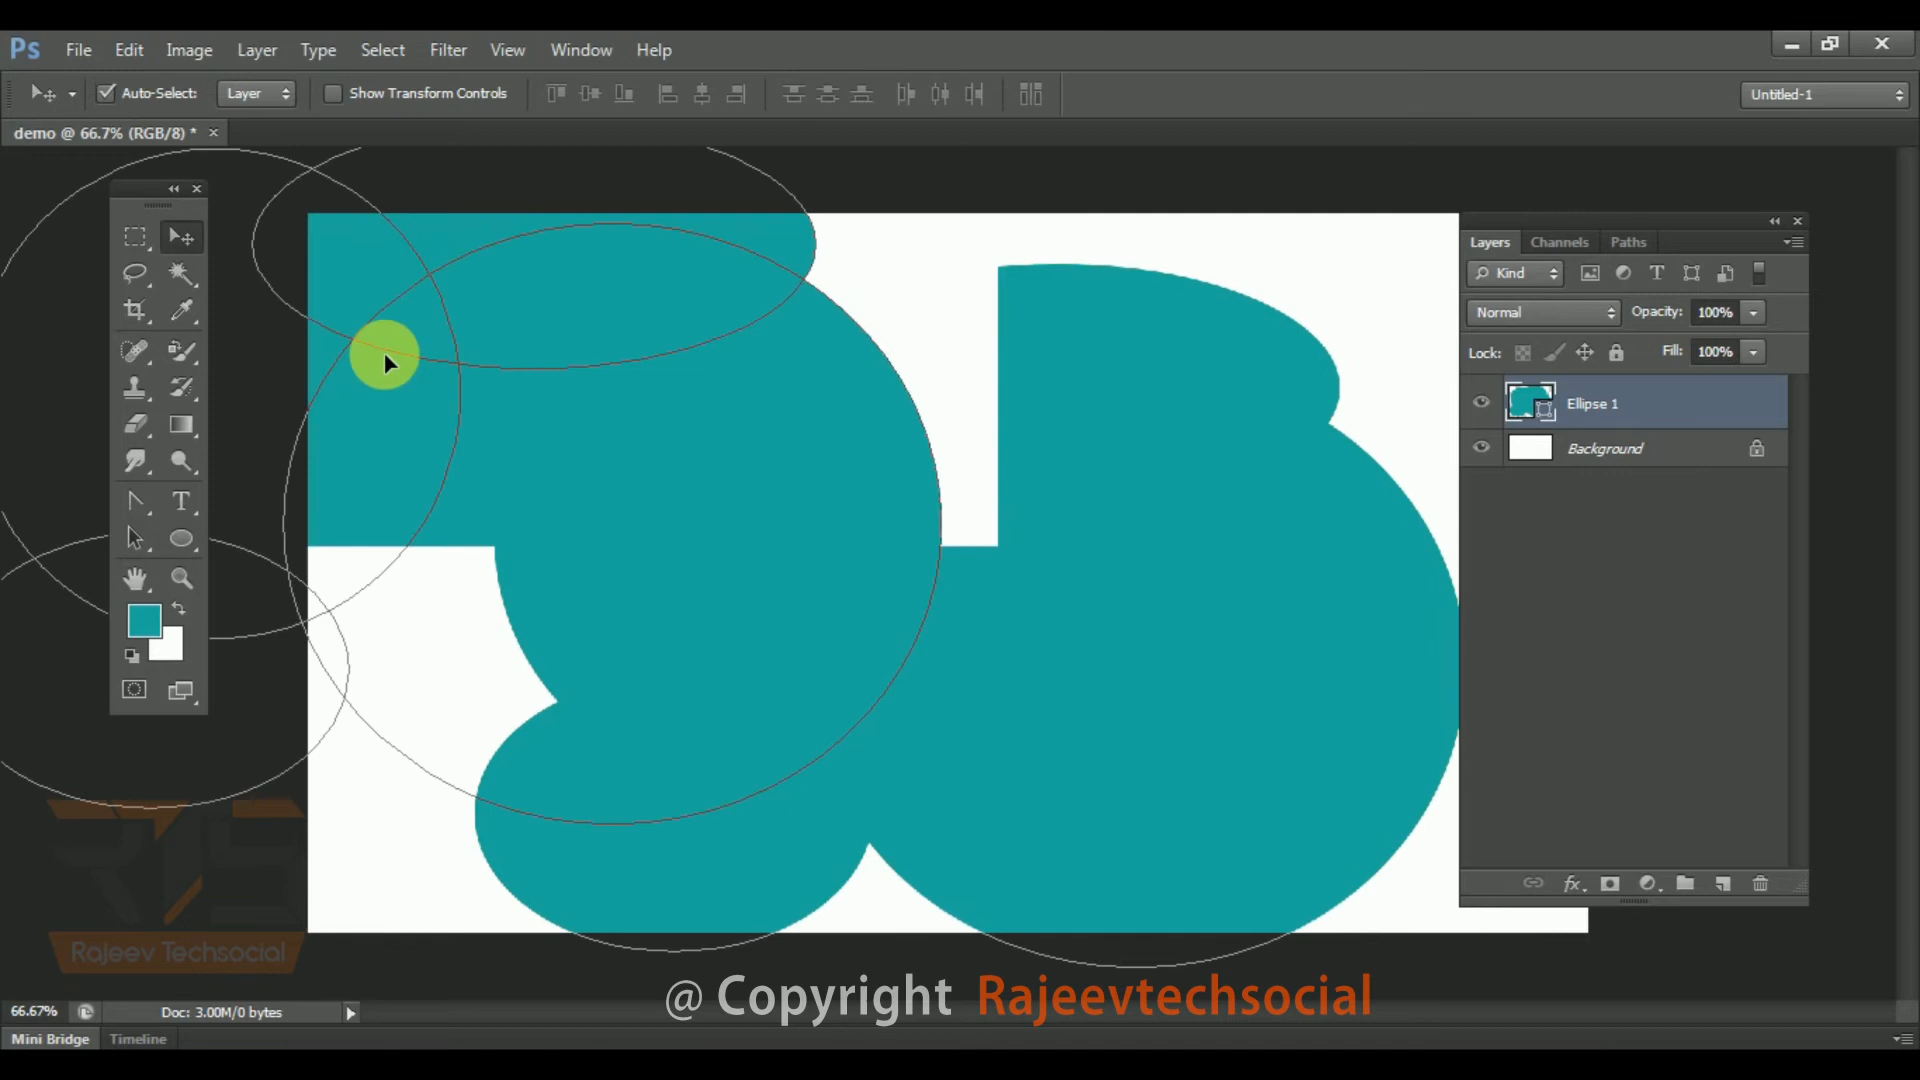 Ps File Edit Image Layer Type Select Filter View Window Help
Auto-Select: Layer Show Transform Controls Untitled-1
demo @ 66.7% (RGB/8) * ×
Layers Channels Paths
Kind
Normal Opacity: 100%
Lock: Fill: 100%
Ellipse 1
Background
T
fx
RTS
Rajeev Techsocial
@ Copyright Rajeevtechsocial
66.67% Doc: 3.00M/0 bytes
Mini Bridge Timeline